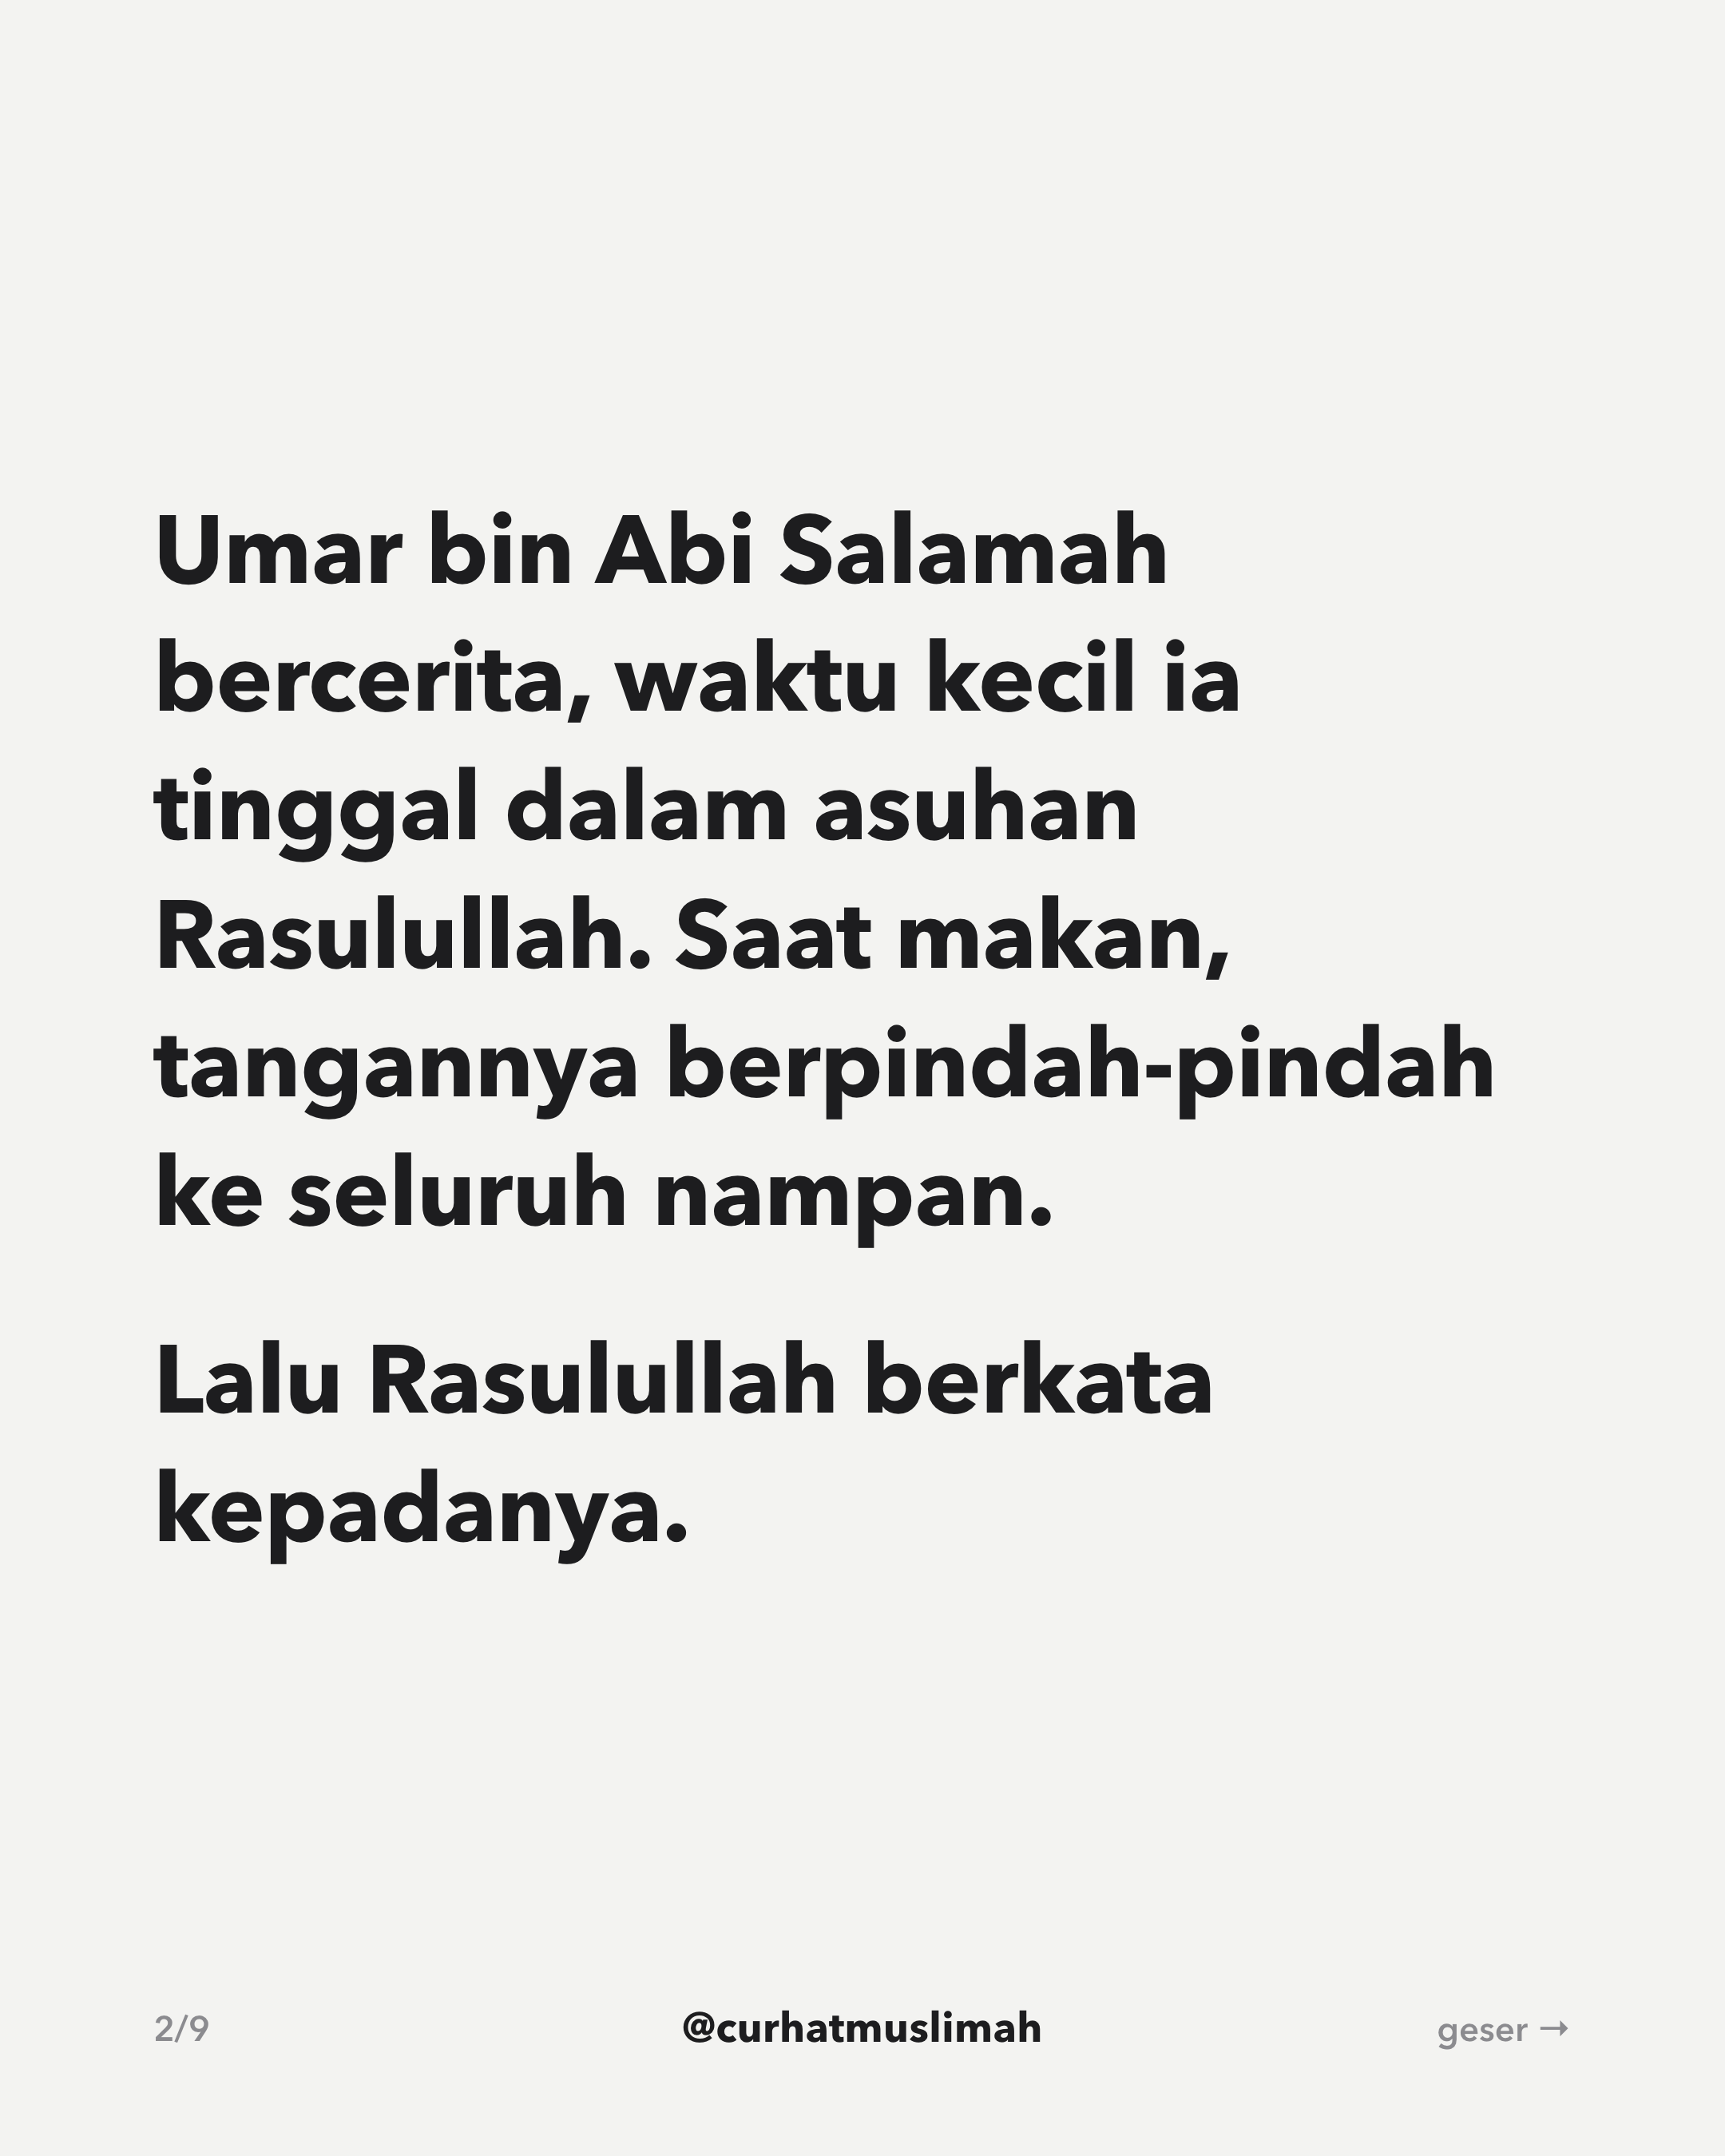 Umar bin Abi Salamah
bercerita, waktu kecil ia
tinggal dalam asuhan
Rasulullah. Saat makan,
tangannya berpindah-pindah
ke seluruh nampan.
Lalu Rasulullah berkata
kepadanya.
2/9
@curhatmuslimah
geser →